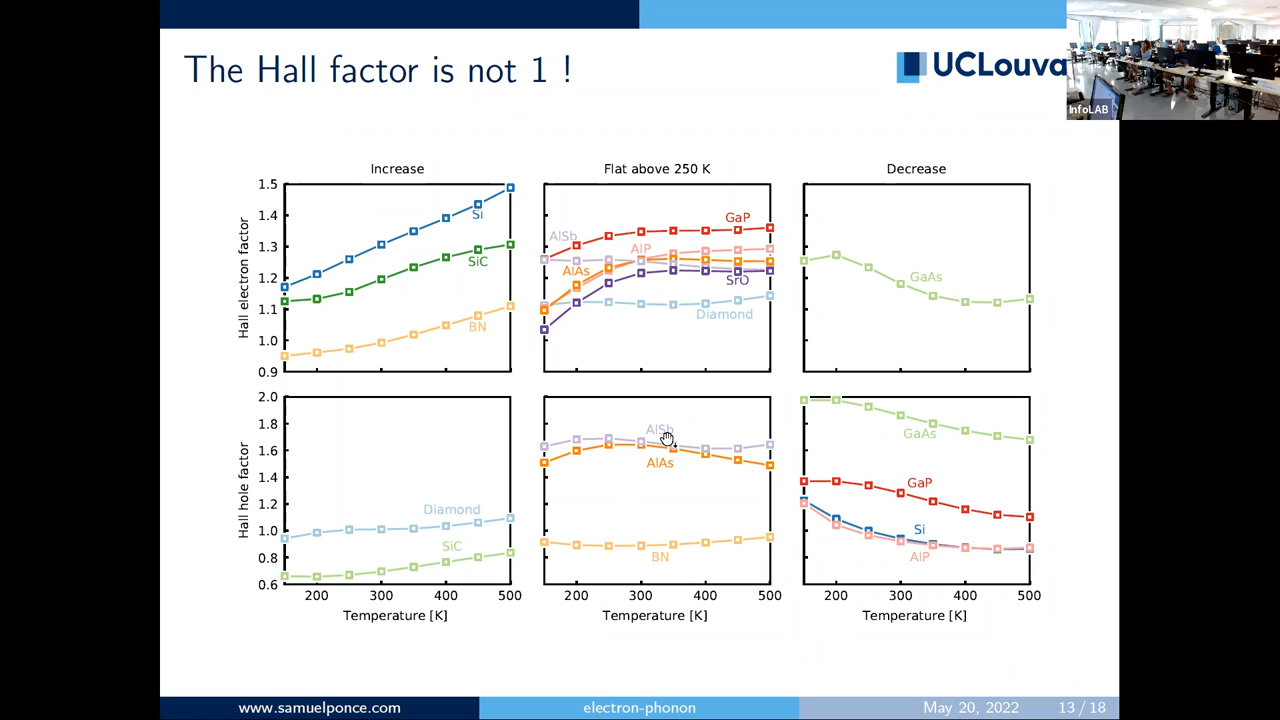 The Hall factor is not 1 !
UCLouva
InfoLAB
Increase
Flat above 250 K
Decrease
Hall electron factor
1.5
1.4
1.3
1.2
1.1
1.0
0.9
Si
SiC
BN
AlSb
GaP
AlP
AlAs
SrO
Diamond
GaAs
Hall hole factor
2.0
1.8
1.6
1.4
1.2
1.0
0.8
0.6
Diamond
SiC
AlSb
AlAs
BN
GaAs
GaP
Si
AlP
200 300 400 500
200 300 400 500
200 300 400 500
Temperature [K]
Temperature [K]
Temperature [K]
www.samuelponce.com
electron-phonon
May 20, 2022
13 / 18